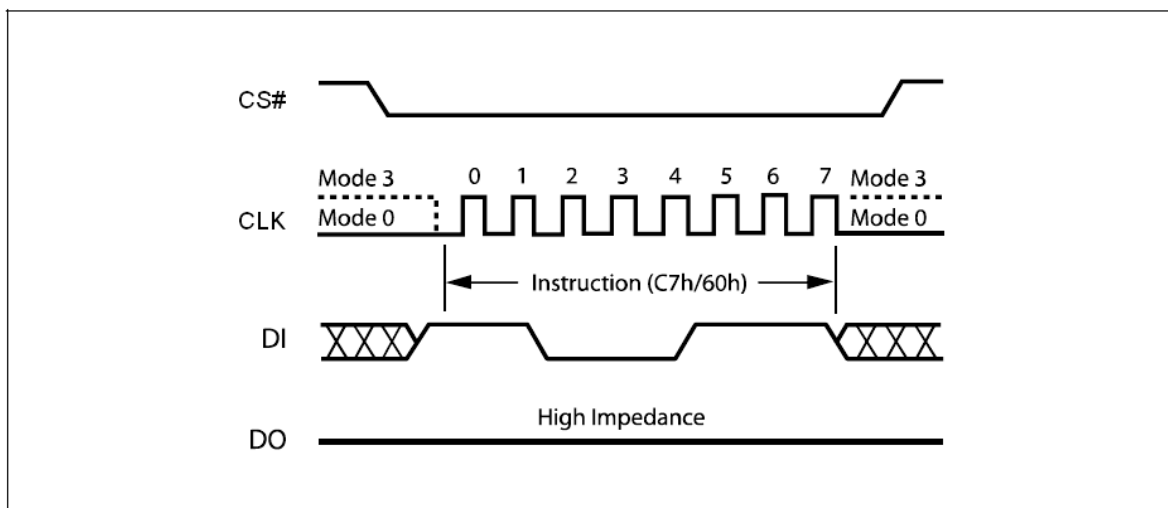 CS#
0 1 2 3 4 5 6 7
Mode 3 Mode 3
CLK Mode 0 Mode 0
Instruction (C7h/60h)
DI
High Impedance
DO